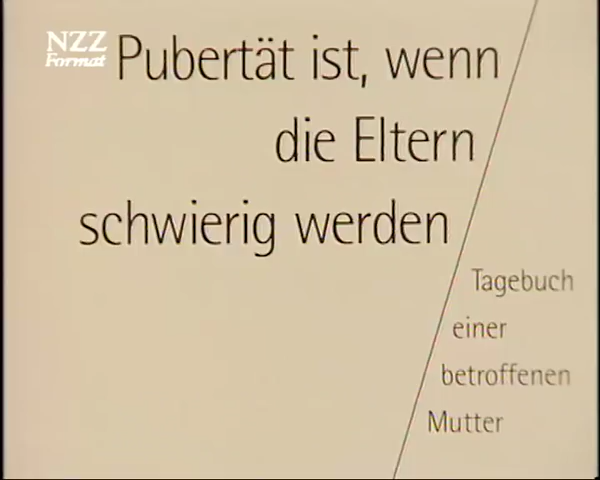 NZZ
Format
Pubertät ist, wenn
die Eltern
schwierig werden
Tagebuch
einer
betroffenen
Mutter